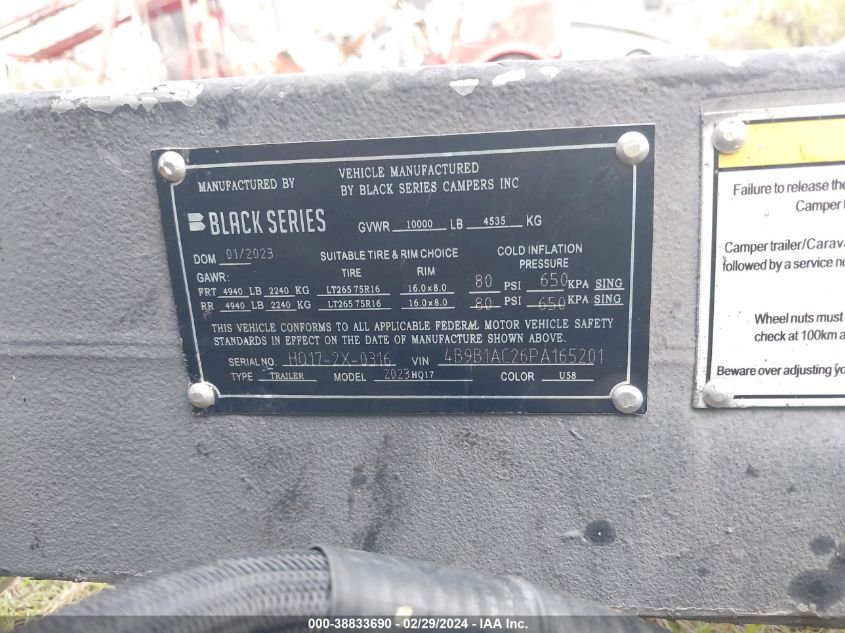 MANUFACTURED BY
VEHICLE MANUFACTURED
BY BLACK SERIES CAMPERS INC
BLACK SERIES
GVWR 10000 LB 4535 KG
DOM 01/2023
SUITABLE TIRE & RIM CHOICE
COLD INFLATION
PRESSURE
GAWR:
TIRE RIM
FRT 4940 LB 2240 KG LT265 75R16 16.0x8.0 80 PSI 650 KPA SING
RR 4940 LB 2240 KG LT265 75R16 16.0x8.0 80 PSI 650 KPA SING
THIS VEHICLE CONFORMS TO ALL APPLICABLE FEDERAL MOTOR VEHICLE SAFETY
STANDARDS IN EFFECT ON THE DATE OF MANUFACTURE SHOWN ABOVE.
SERIAL NO. HQ17-2X-0316 VIN 4B9B1AC26PA165201
TYPE TRAILER MODEL 2023 HQ17 COLOR U58
Failure to release the
Camper
Camper trailer/Carava
followed by a service
Wheel nuts must
check at 100km a
Beware over adjusting
000-38833690 - 02/29/2024 - IAA Inc.